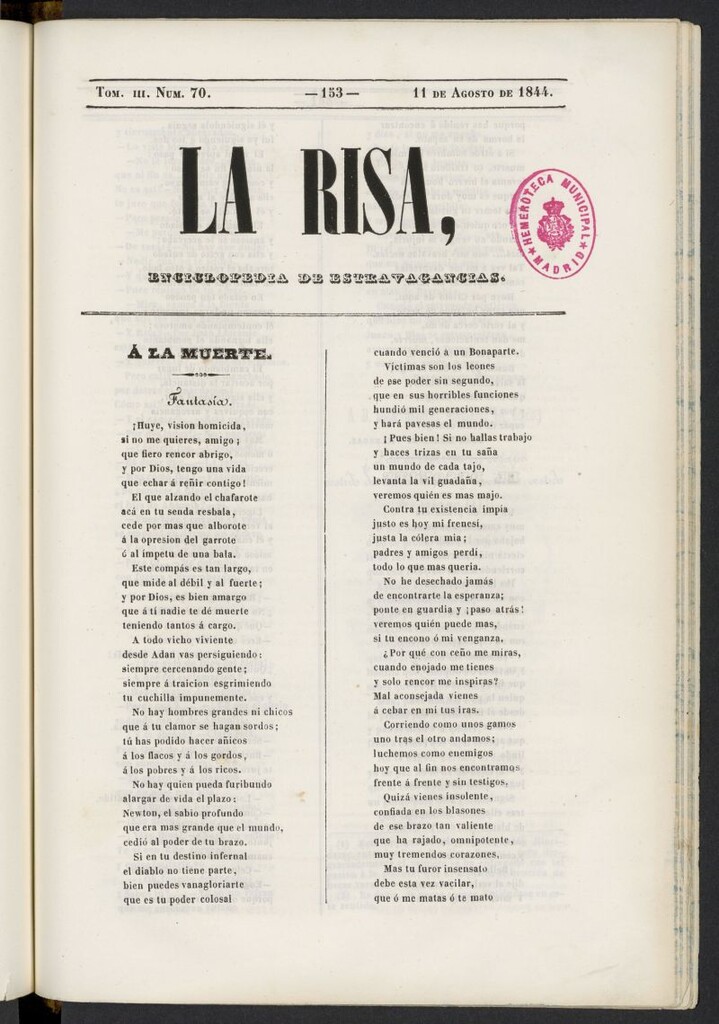 Tom. III. Num. 70. —153— 11 de Agosto de 1844.
LA RISA,
ENCICLOPEDIA DE ESTRAVAGANCIAS.
HEMEROTECA MUNICIPAL
★ MADRID ★
Á LA MUERTE.
Fantasía.
¡Huye, vision homicida,
si no me quieres, amigo;
que fiero rencor abrigo,
y por Dios, tengo una vida
que echar á reñir contigo!
El que alzando el chafarote
acá en tu senda resbala,
cede por mas que alborote
á la opresion del garrote
ó al ímpetu de una bala.
Este compás es tan largo,
que mide al débil y al fuerte;
y por Dios, es bien amargo
que á tí nadie te dé muerte
teniendo tantos á cargo.
A todo vicho viviente
desde Adan vas persiguiendo:
siempre cercenando gente;
siempre á traicion esgrimiendo
tu cuchilla impunemente.
No hay hombres grandes ni chicos
que á tu clamor se hagan sordos;
tú has podido hacer añicos
á los flacos y á los gordos,
á los pobres y á los ricos.
No hay quien pueda furibundo
alargar de vida el plazo:
Newton, el sabio profundo
que era mas grande que el mundo,
cedió al poder de tu brazo.
Si en tu destino infernal
el diablo no tiene parte,
bien puedes vanagloriarte
que es tu poder colosal
cuando venció á un Bonaparte.
Víctimas son los leones
de ese poder sin segundo,
que en sus horribles funciones
hundió mil generaciones,
y hará pavesas el mundo.
¡Pues bien! Si no hallas trabajo
y haces trizas en tu saña
un mundo de cada tajo,
levanta la vil guadaña,
veremos quién es mas majo.
Contra tu existencia impía
justo es hoy mi frenesí,
justa la cólera mia;
padres y amigos perdí,
todo lo que mas queria.
No he desechado jamás
de encontrarte la esperanza;
ponte en guardia y ¡paso atrás!
veremos quién puede mas,
si tu encono ó mi venganza.
¿Por qué con ceño me miras,
cuando enojado me tienes
y solo rencor me inspiras?
Mal aconsejada vienes
á cebar en mí tus iras.
Corriendo como unos gamos
uno tras el otro andamos;
luchemos como enemigos
hoy que al fin nos encontramos
frente á frente y sin testigos.
Quizá vienes insolente,
confiada en los blasones
de ese brazo tan valiente
que ha rajado, omnipotente,
muy tremendos corazones.
Mas tu furor insensato
debe esta vez vacilar,
que ó me matas ó te mato